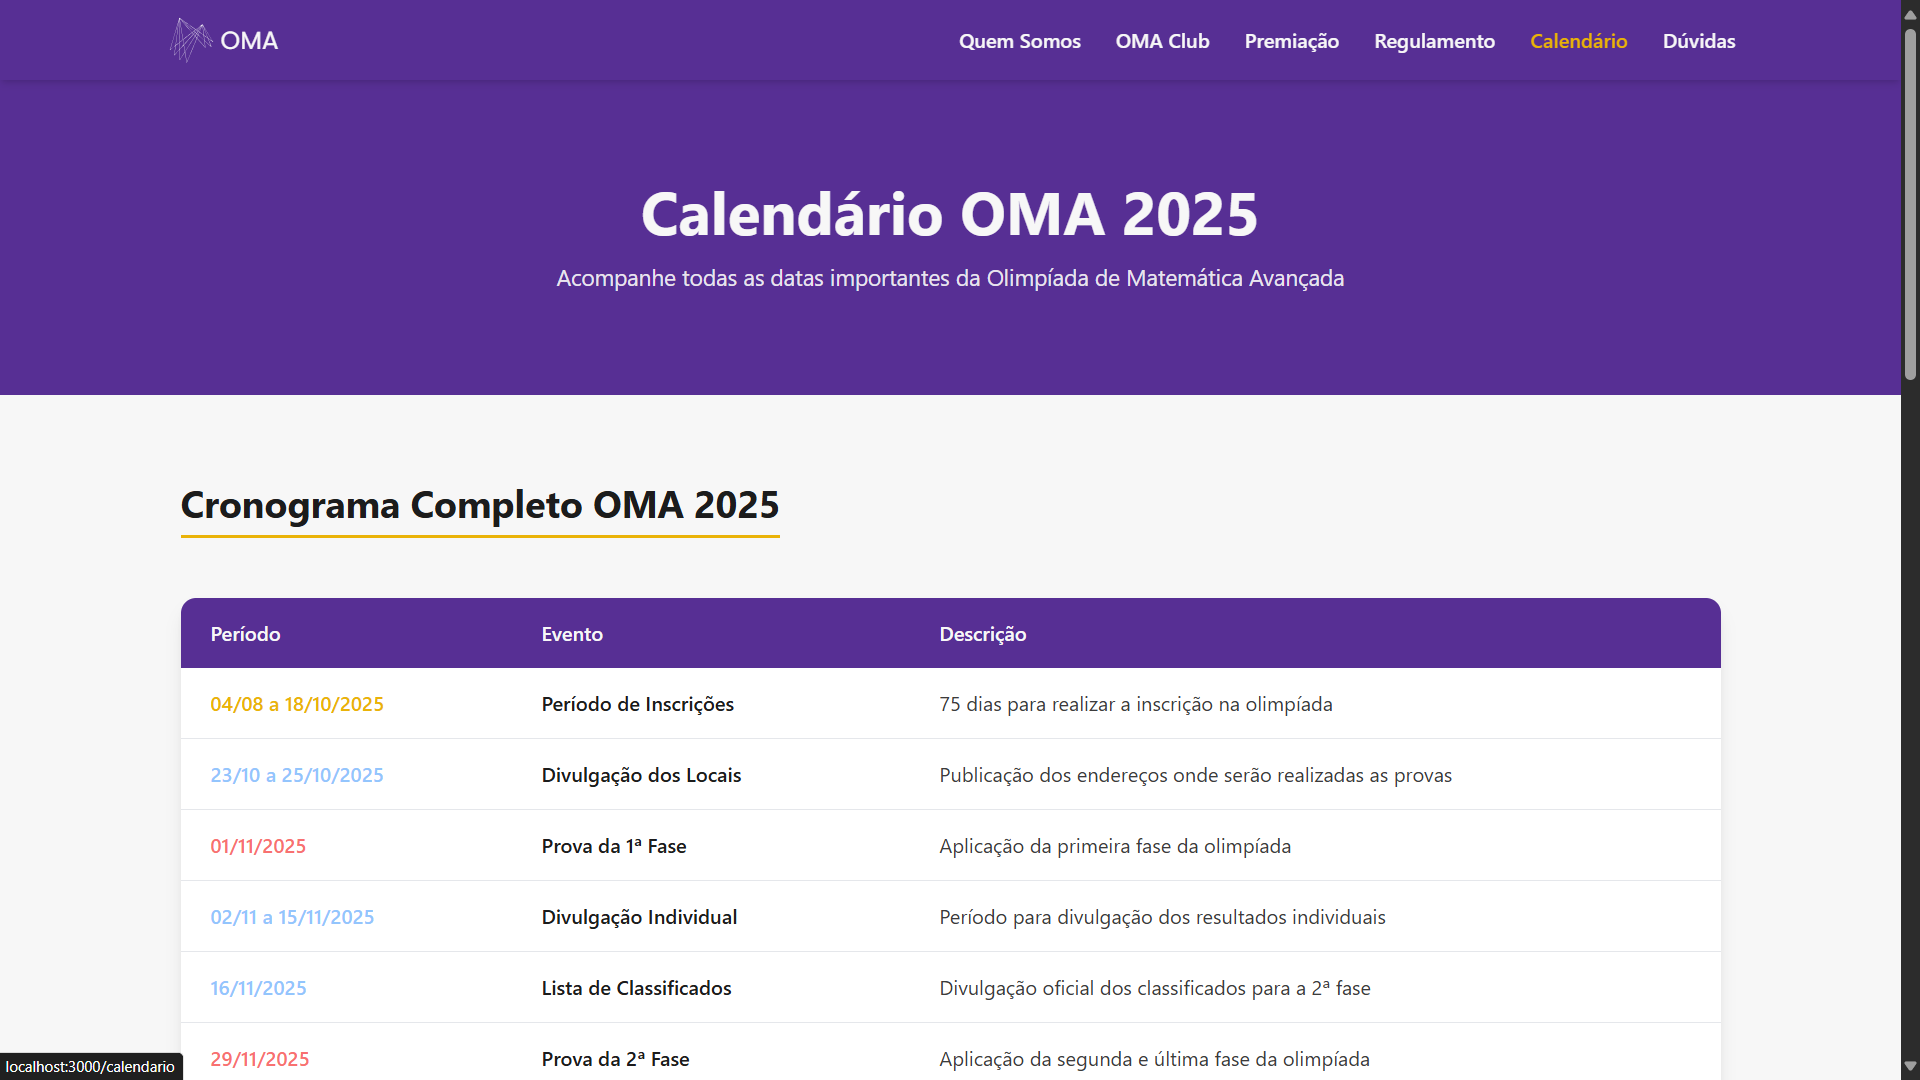 OMA
Quem Somos OMA Club Premiação Regulamento Calendário Dúvidas
Calendário OMA 2025
Acompanhe todas as datas importantes da Olimpíada de Matemática Avançada
Cronograma Completo OMA 2025
Período Evento Descrição
04/08 a 18/10/2025 Período de Inscrições 75 dias para realizar a inscrição na olimpíada
23/10 a 25/10/2025 Divulgação dos Locais Publicação dos endereços onde serão realizadas as provas
01/11/2025 Prova da 1ª Fase Aplicação da primeira fase da olimpíada
02/11 a 15/11/2025 Divulgação Individual Período para divulgação dos resultados individuais
16/11/2025 Lista de Classificados Divulgação oficial dos classificados para a 2ª fase
29/11/2025 Prova da 2ª Fase Aplicação da segunda e última fase da olimpíada
localhost:3000/calendario